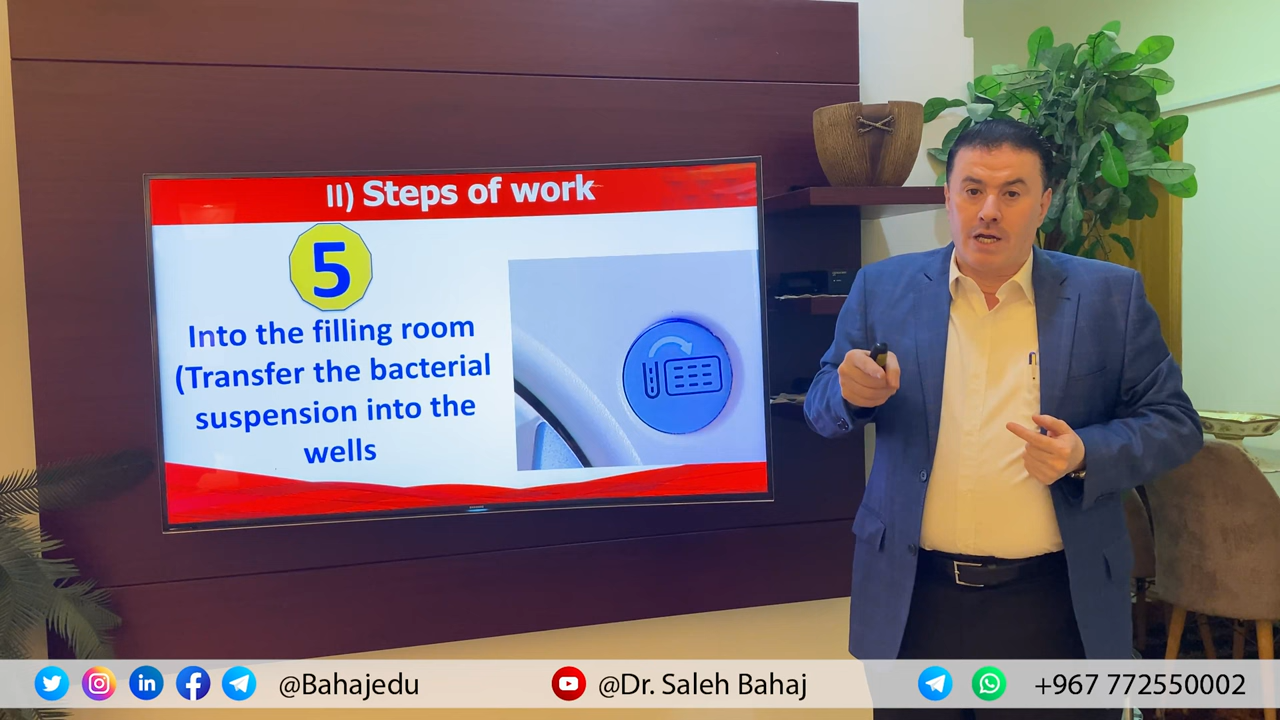 II) Steps of work
5
Into the filling room
(Transfer the bacterial
suspension into the
wells
@Bahajedu
@Dr. Saleh Bahaj
+967 772550002